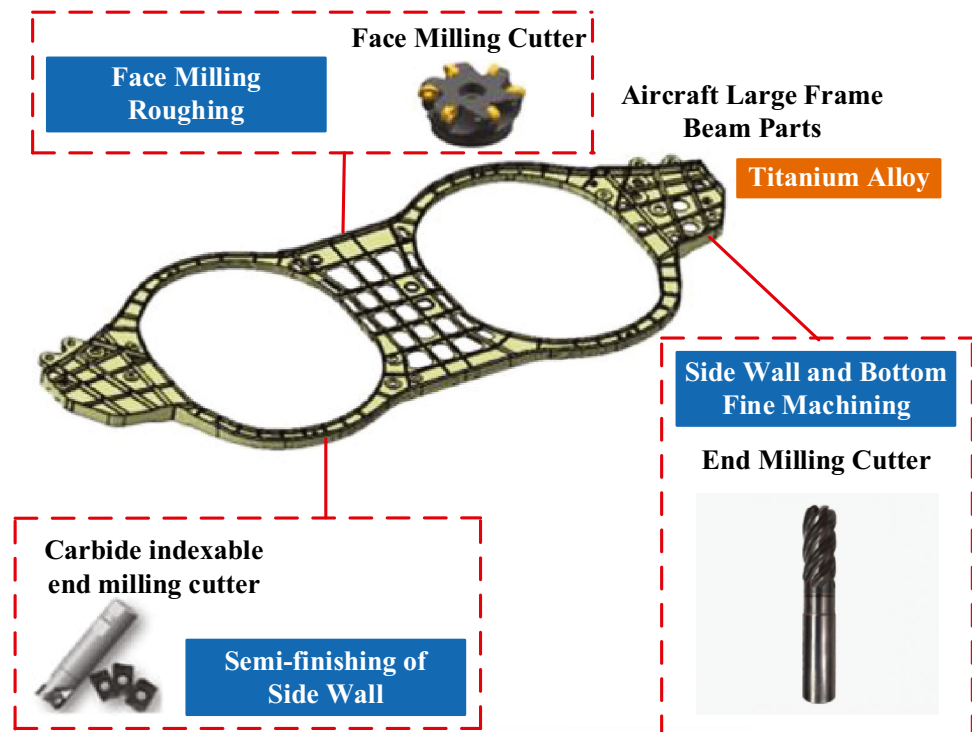 Face Milling Cutter
Face Milling
Roughing
Aircraft Large Frame
Beam Parts
Titanium Alloy
Side Wall and Bottom
Fine Machining
End Milling Cutter
Carbide indexable
end milling cutter
Semi-finishing of
Side Wall